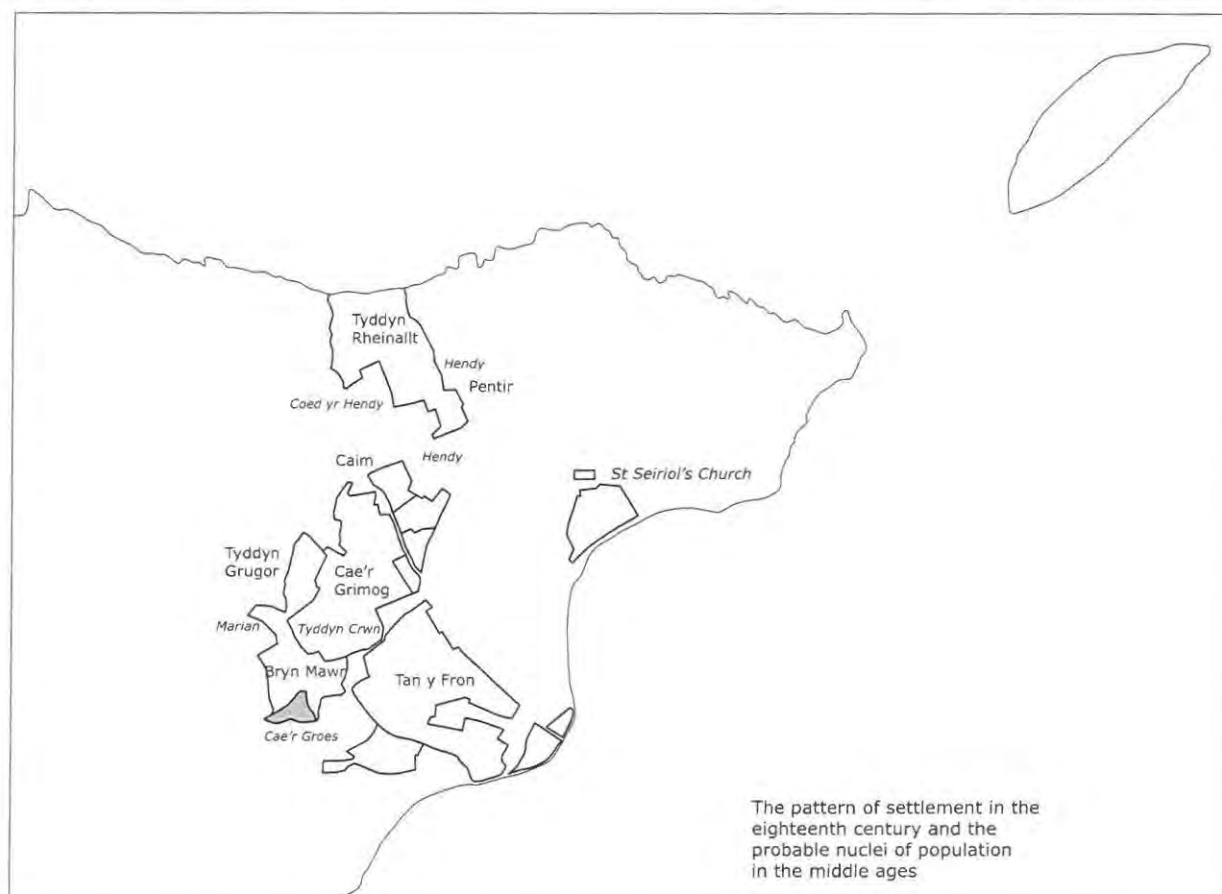 Tyddyn
Rheinallt
Hendy
Pentir
Coed yr Hendy
Caim
Hendy
St Seiriol's Church
Tyddyn
Grugor
Cae'r
Grimog
Marian
Tyddyn Crwn
Bryn Mawr
Tan y Fron
Cae'r Groes
The pattern of settlement in the
eighteenth century and the
probable nuclei of population
in the middle ages